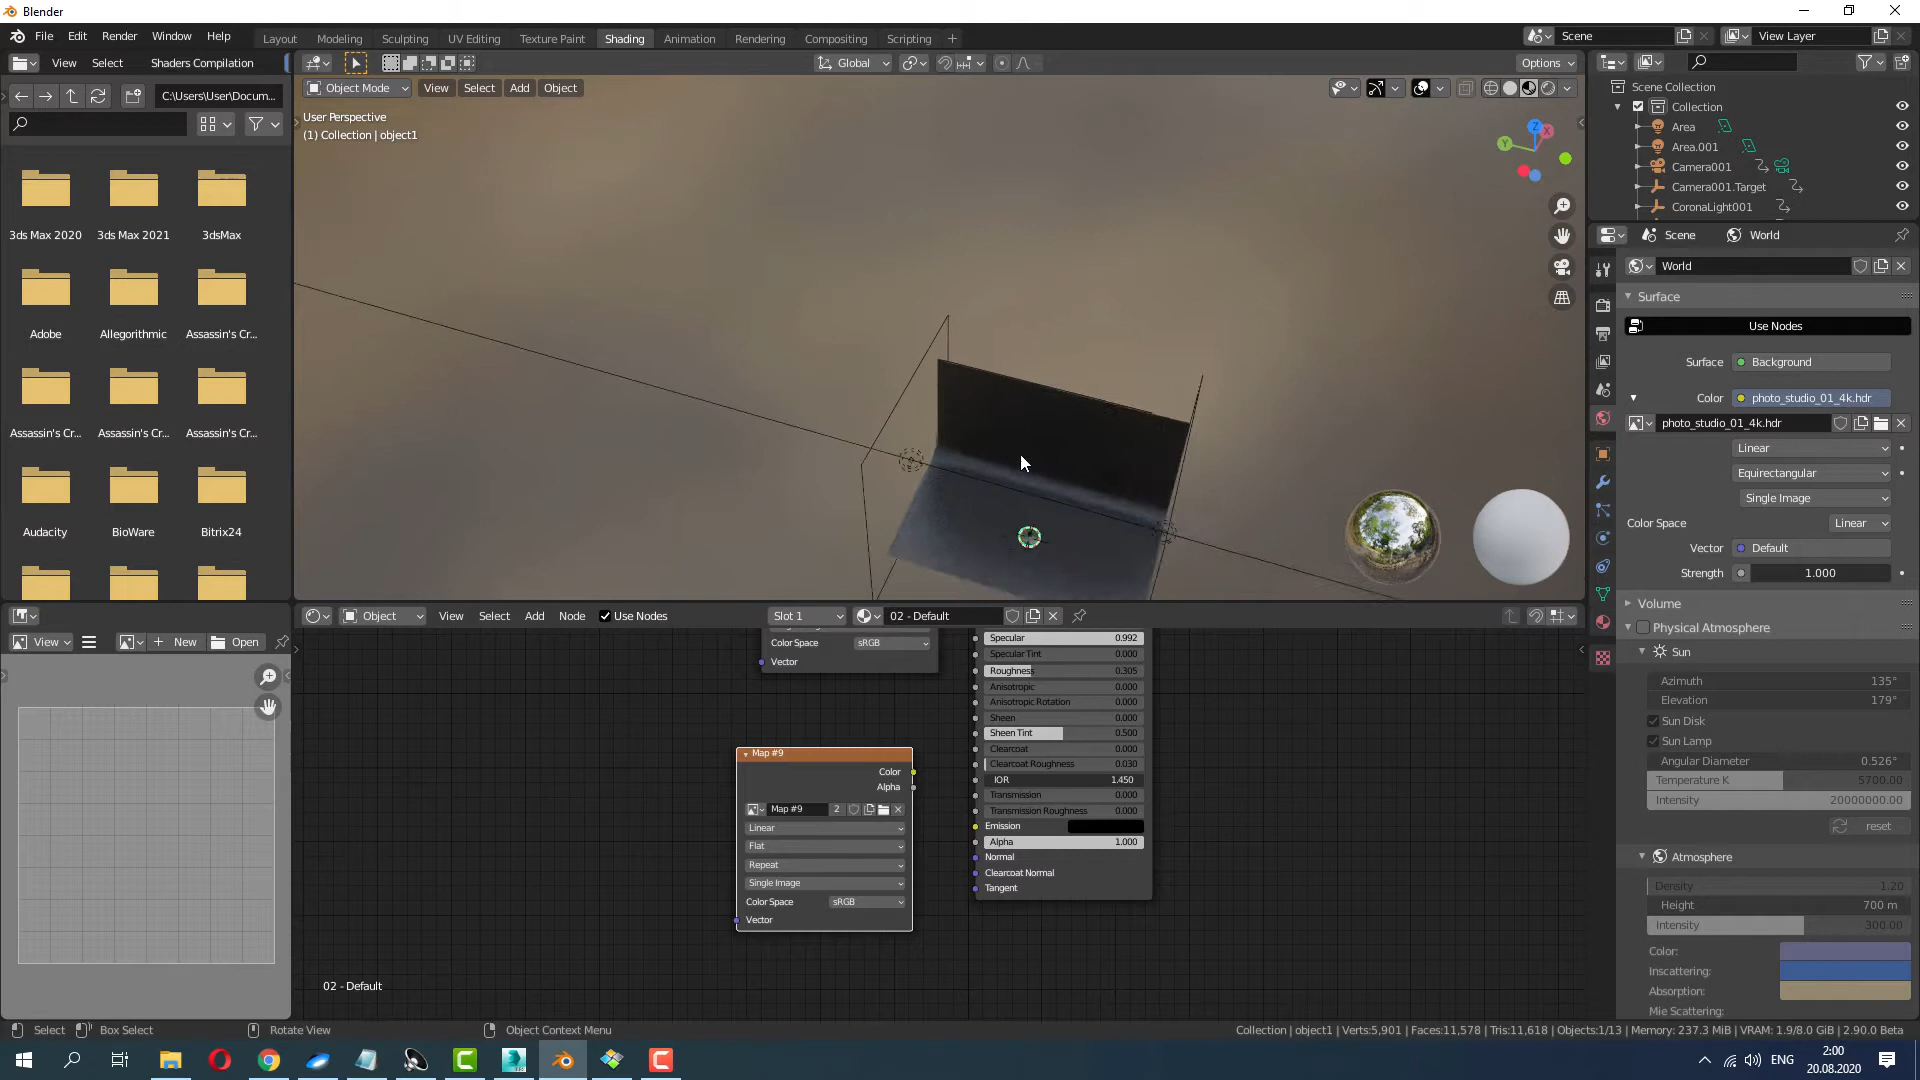 Blender
File Edit Render Window Help
Layout Modeling Sculpting UV Editing Texture Paint Shading Animation Rendering Compositing Scripting
Scene View Layer
View Select Shaders Compilation
Global Options
C:\Users\User\Docum...
Object Mode View Select Add Object
User Perspective
(1) Collection | object1
Z X Y
3ds Max 2020 3ds Max 2021 3dsMax
Adobe Allegorithmic Assassin's Cr...
Assassin's Cr... Assassin's Cr... Assassin's Cr...
Audacity BioWare Bitrix24
Scene Collection
Collection
Area
Area.001
Camera001
Camera001.Target
CoronaLight001
Scene World
World
Surface
Use Nodes
Surface Background
Color photo_studio_01_4k.hdr
photo_studio_01_4k.hdr
Linear
Equirectangular
Single Image
Color Space Linear
Vector Default
Strength 1.000
Volume
Physical Atmosphere
Sun
Azimuth 135°
Elevation 179°
Sun Disk
Sun Lamp
Angular Diameter 0.526°
Temperature K 5700.00
Intensity 20000000.00
reset
Atmosphere
Density 1.20
Height 700 m
Intensity 300.00
Color:
Inscattering:
Absorption:
Mie Scattering:
View New Open
Object View Select Add Node Use Nodes Slot 1 02 - Default
Color Space sRGB
Vector
Specular 0.992
Specular Tint 0.000
Roughness 0.305
Anisotropic 0.000
Anisotropic Rotation 0.000
Sheen 0.000
Sheen Tint 0.500
Clearcoat 0.000
Clearcoat Roughness 0.030
IOR 1.450
Transmission 0.000
Transmission Roughness 0.000
Emission
Alpha 1.000
Normal
Clearcoat Normal
Tangent
Map #9
Color
Alpha
Map #9 2
Linear
Flat
Repeat
Single Image
Color Space sRGB
Vector
02 - Default
Select Box Select Rotate View Object Context Menu
Collection | object1 | Verts:5,901 | Faces:11,578 | Tris:11,618 | Objects:1/13 | Memory: 237.3 MiB | VRAM: 1.9/8.0 GiB | 2.90.0 Beta
ENG
2:00
20.08.2020